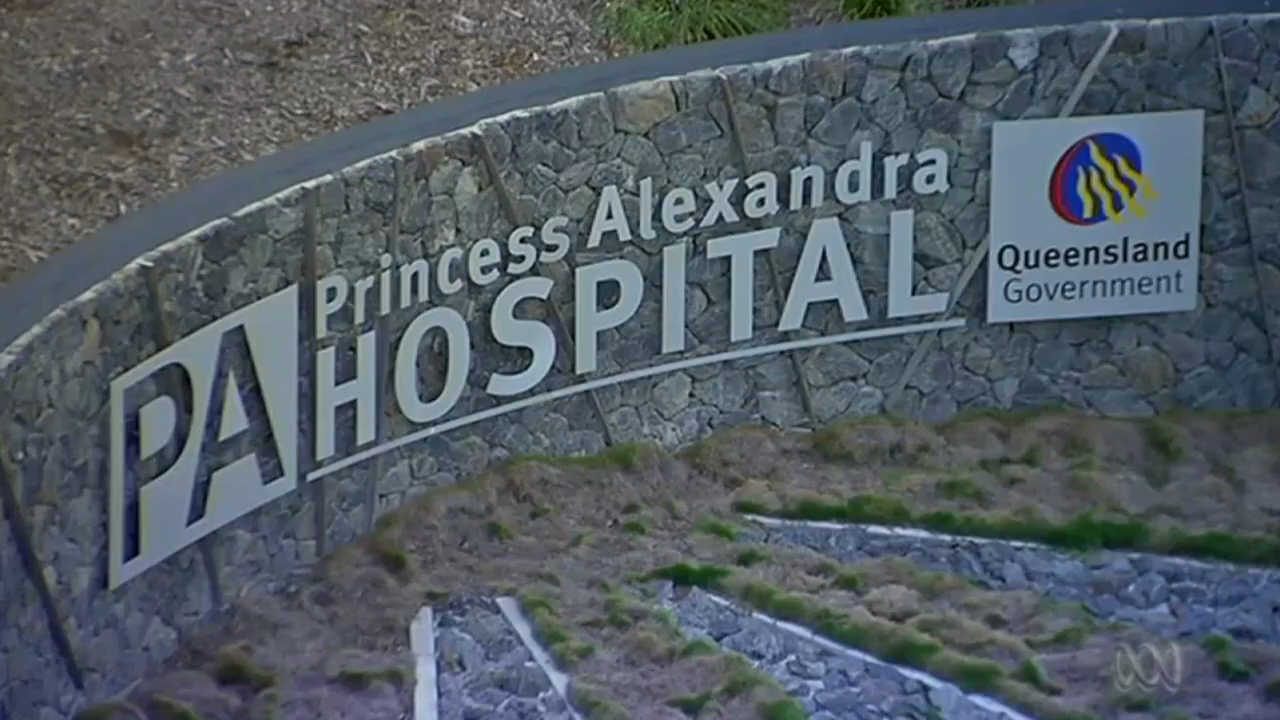 PA
Princess Alexandra
HOSPITAL
Queensland
Government